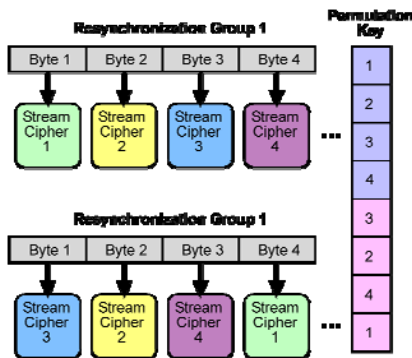 Resynchronization Group 1
Byte 1 Byte 2 Byte 3 Byte 4
Stream Cipher 1
Stream Cipher 2
Stream Cipher 3
Stream Cipher 4
...
Resynchronization Group 1
Byte 1 Byte 2 Byte 3 Byte 4
Stream Cipher 3
Stream Cipher 2
Stream Cipher 4
Stream Cipher 1
...
Permutation
Key
1
2
3
4
3
2
4
1